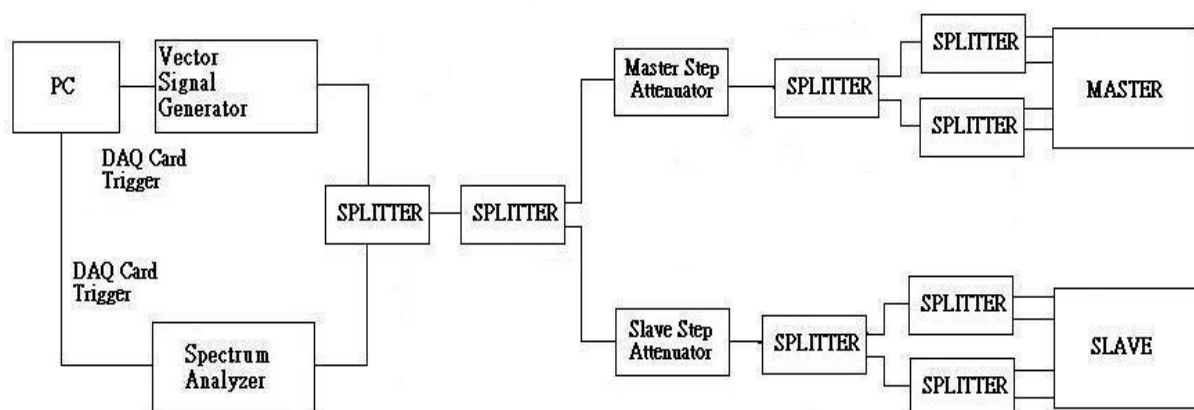 PC
Vector
Signal
Generator
DAQ Card
Trigger
DAQ Card
Trigger
Spectrum
Analyzer
SPLITTER
SPLITTER
Master Step
Attenuator
SPLITTER
SPLITTER
SPLITTER
MASTER
Slave Step
Attenuator
SPLITTER
SPLITTER
SPLITTER
SLAVE